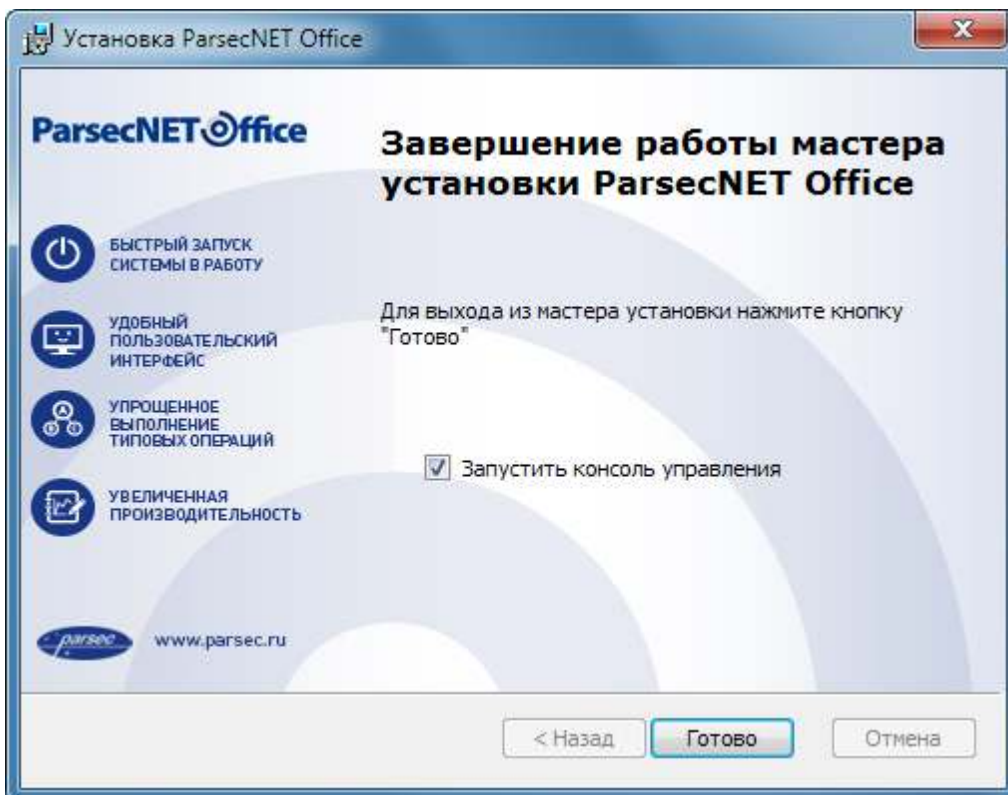 Установка ParsecNET Office
ParsecNET Office
Завершение работы мастера
установки ParsecNET Office
БЫСТРЫЙ ЗАПУСК
СИСТЕМЫ В РАБОТУ
УДОБНЫЙ
ПОЛЬЗОВАТЕЛЬСКИЙ
ИНТЕРФЕЙС
УПРОЩЕННОЕ
ВЫПОЛНЕНИЕ
ТИПОВЫХ ОПЕРАЦИЙ
УВЕЛИЧЕННАЯ
ПРОИЗВОДИТЕЛЬНОСТЬ
Для выхода из мастера установки нажмите кнопку
"Готово"
Запустить консоль управления
parsec www.parsec.ru
< Назад Готово Отмена